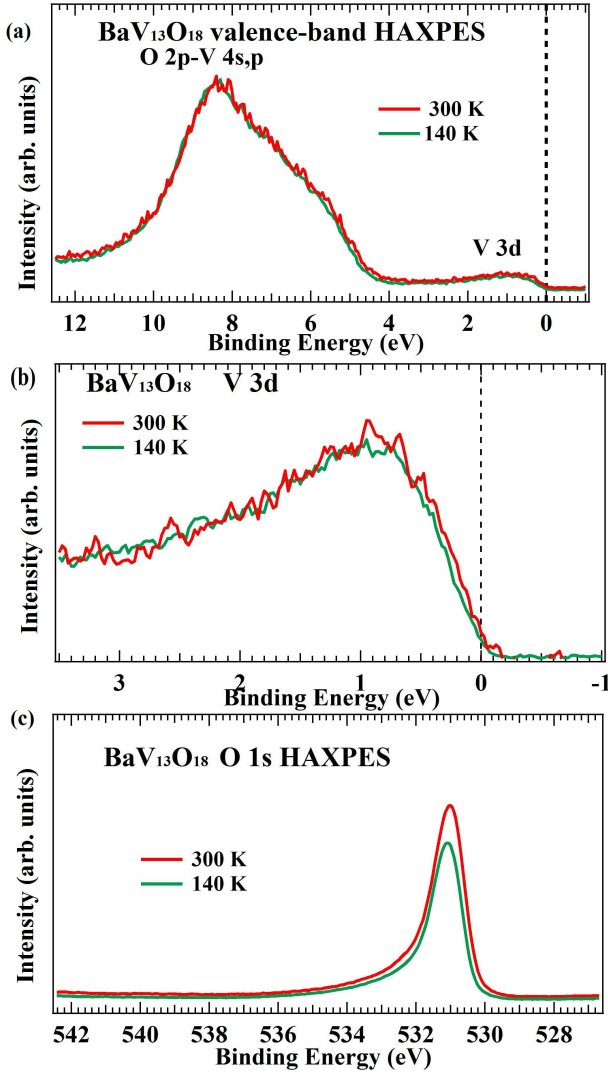 (a)
BaV₁₃O₁₈ valence-band HAXPES
O 2p-V 4s,p
300 K
140 K
V 3d
Intensity (arb. units)
12 10 8 6 4 2 0
Binding Energy (eV)
(b)
BaV₁₃O₁₈ V 3d
300 K
140 K
Intensity (arb. units)
3 2 1 0 -1
Binding Energy (eV)
(c)
BaV₁₃O₁₈ O 1s HAXPES
300 K
140 K
Intensity (arb. units)
542 540 538 536 534 532 530 528
Binding Energy (eV)